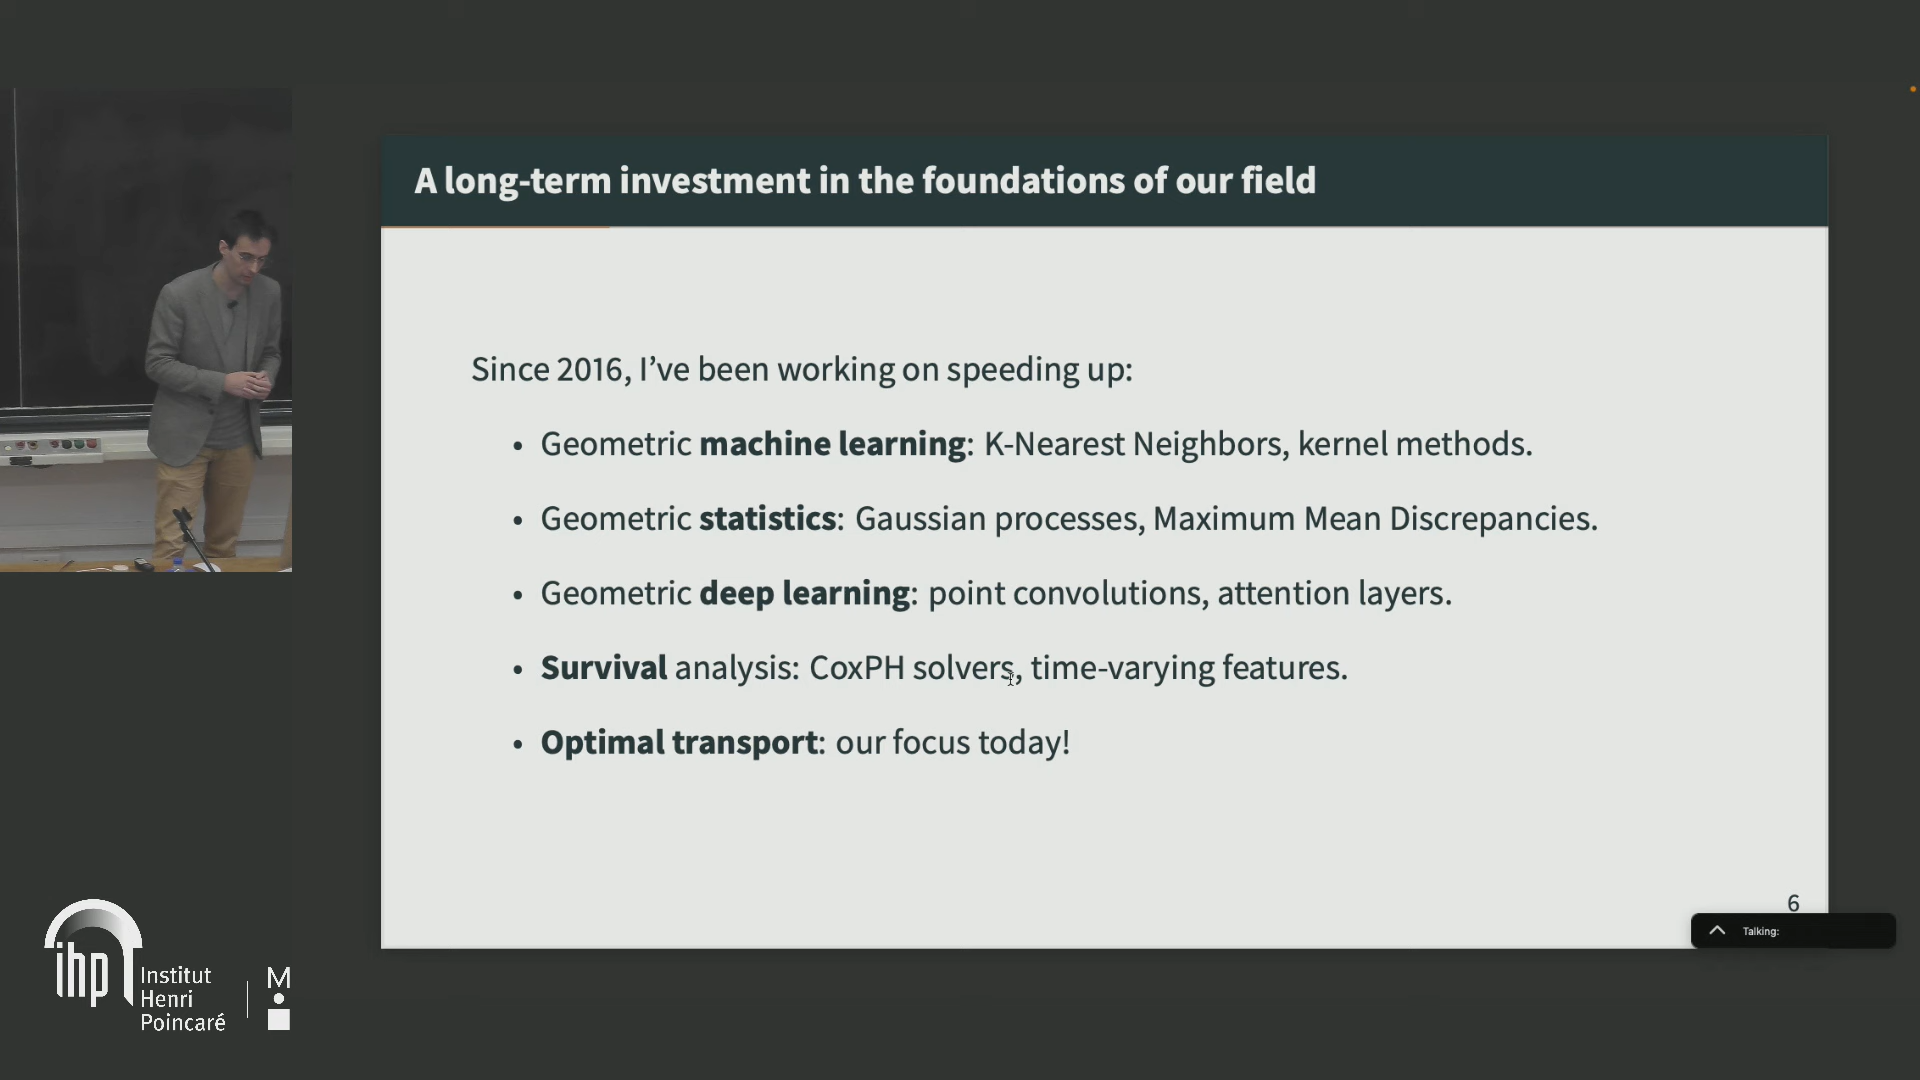 A long-term investment in the foundations of our field
Since 2016, I've been working on speeding up:
• Geometric machine learning: K-Nearest Neighbors, kernel methods.
• Geometric statistics: Gaussian processes, Maximum Mean Discrepancies.
• Geometric deep learning: point convolutions, attention layers.
• Survival analysis: CoxPH solvers, time-varying features.
• Optimal transport: our focus today!
6
Talking:
ihp
Institut
Henri
Poincaré
M